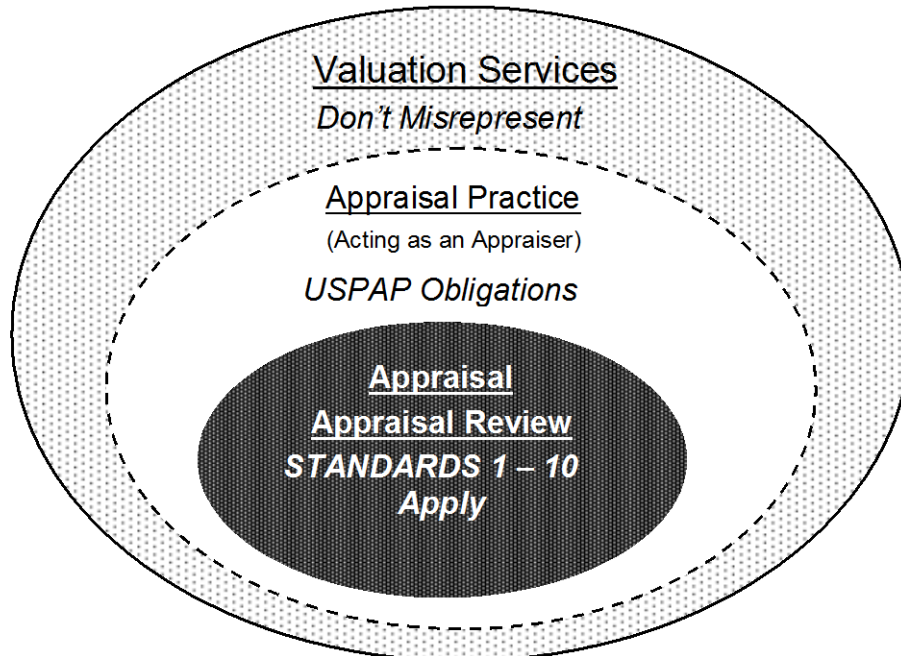 Valuation Services
Don’t Misrepresent
Appraisal Practice
(Acting as an Appraiser)
USPAP Obligations
Appraisal
Appraisal Review
STANDARDS 1 – 10
Apply